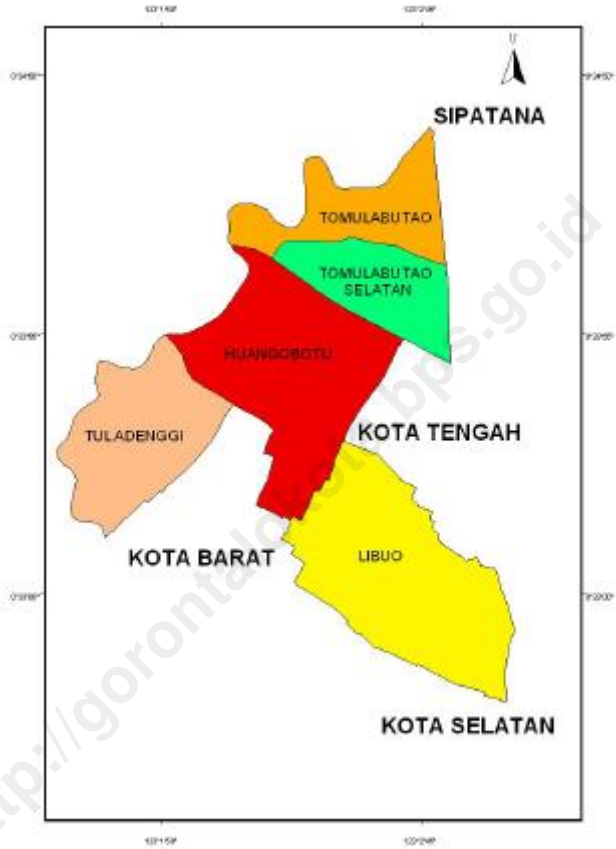 U
SIPATANA
TOMULABUTAO
TOMULABUTAO
SELATAN
HUANGOBOTU
TULADENGGI
KOTA TENGAH
KOTA BARAT
LIBUO
KOTA SELATAN
http://gorontalokota.bps.go.id